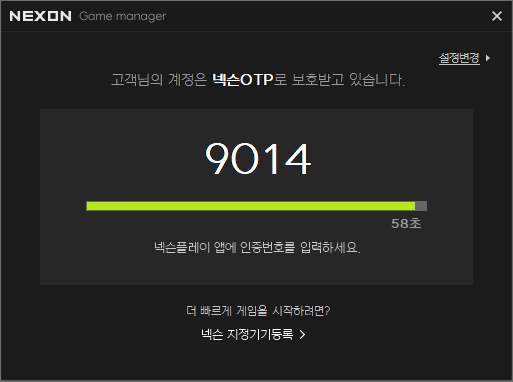 NEXON Game manager
설정변경
고객님의 계정은 넥슨OTP로 보호받고 있습니다.
9014
58초
넥슨플레이 앱에 인증번호를 입력하세요.
더 빠르게 게임을 시작하려면?
넥슨 지정기기등록 >